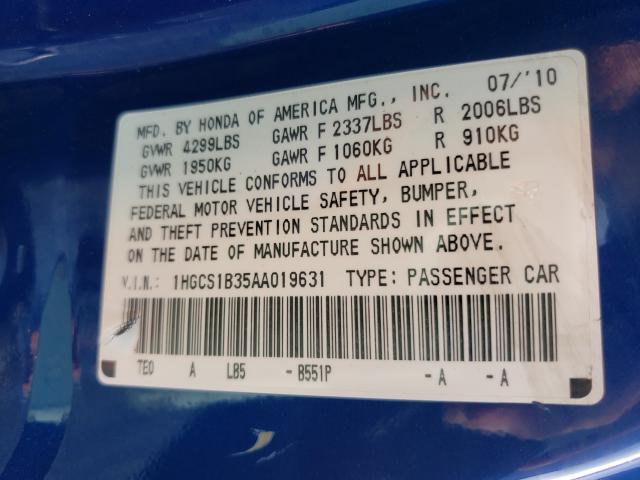 MFD. BY HONDA OF AMERICA MFG., INC. 07/'10
GVWR 4299LBS GAWR F 2337LBS R 2006LBS
GVWR 1950KG GAWR F 1060KG R 910KG
THIS VEHICLE CONFORMS TO ALL APPLICABLE
FEDERAL MOTOR VEHICLE SAFETY, BUMPER,
AND THEFT PREVENTION STANDARDS IN EFFECT
ON THE DATE OF MANUFACTURE SHOWN ABOVE.
V.I.N.: 1HGCS1B35AA019631 TYPE: PASSENGER CAR
TE0 A LB5 - B551P - A - A